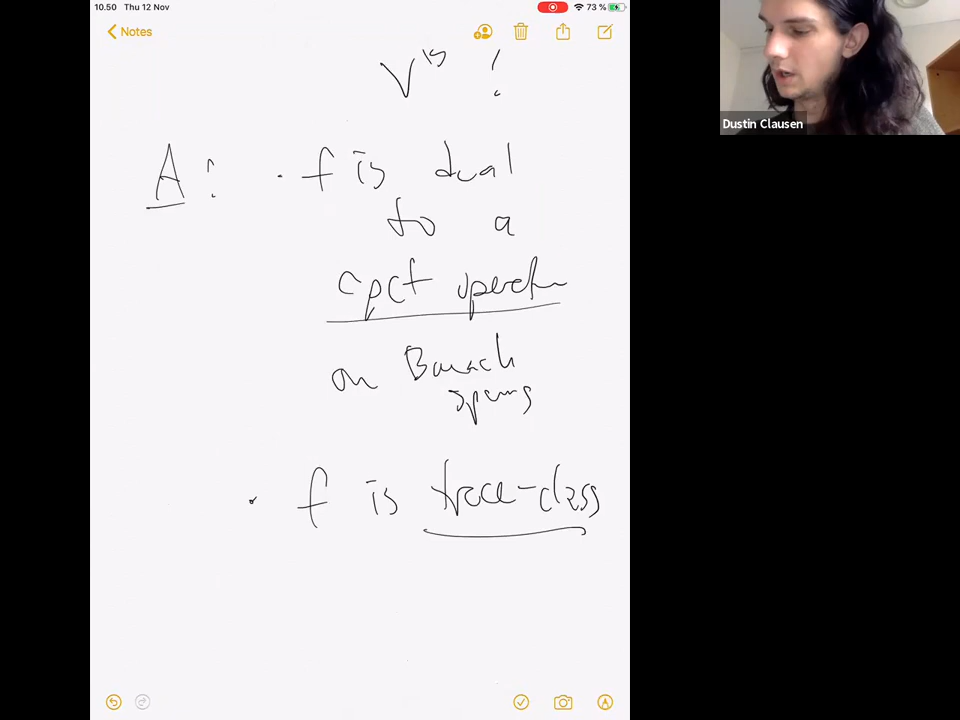 10.50 Thu 12 Nov
73 %
Notes
Dustin Clausen
V is !
A: · f is dual
to a
cpct operator
on Banach
spaces
· f is trace-class